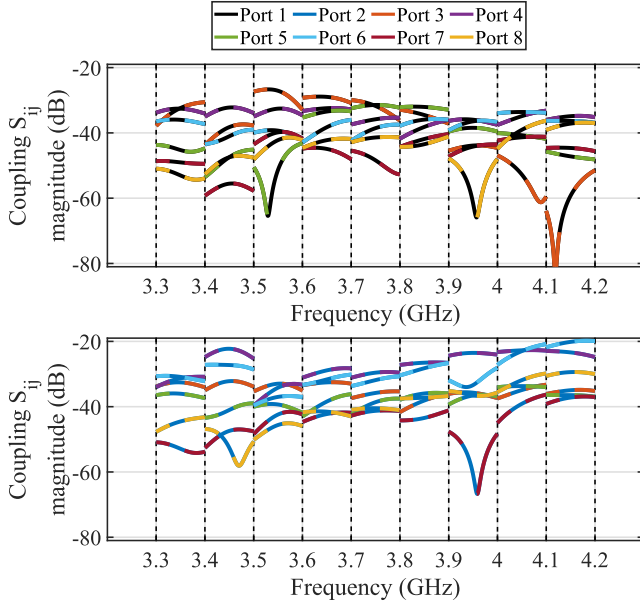 Port 1 Port 2 Port 3 Port 4
Port 5 Port 6 Port 7 Port 8
-20
-40
-60
-80
Coupling S_ij
magnitude (dB)
3.3 3.4 3.5 3.6 3.7 3.8 3.9 4 4.1 4.2
Frequency (GHz)
-20
-40
-60
-80
Coupling S_ij
magnitude (dB)
3.3 3.4 3.5 3.6 3.7 3.8 3.9 4 4.1 4.2
Frequency (GHz)